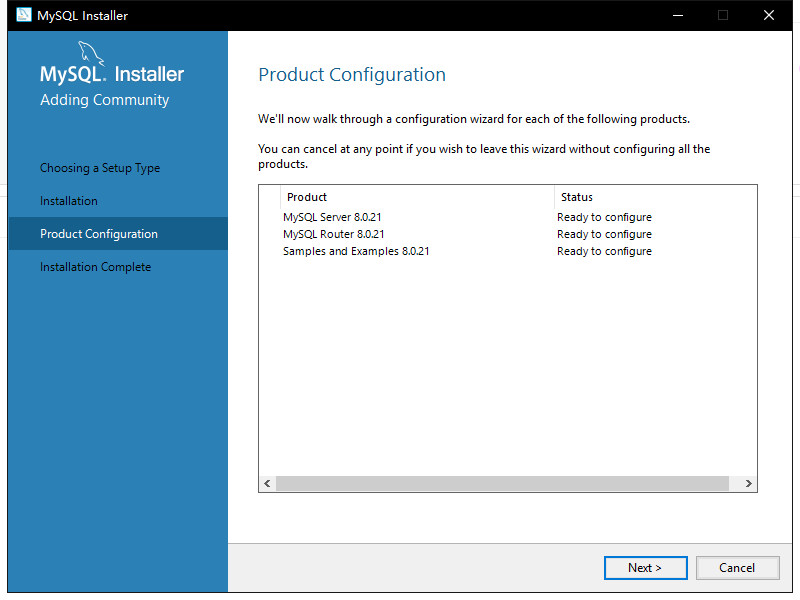 MySQL Installer
MySQL. Installer
Adding Community
Choosing a Setup Type
Installation
Product Configuration
Installation Complete
Product Configuration
We'll now walk through a configuration wizard for each of the following products.
You can cancel at any point if you wish to leave this wizard without configuring all the
products.
Product Status
MySQL Server 8.0.21 Ready to configure
MySQL Router 8.0.21 Ready to configure
Samples and Examples 8.0.21 Ready to configure
Next > Cancel